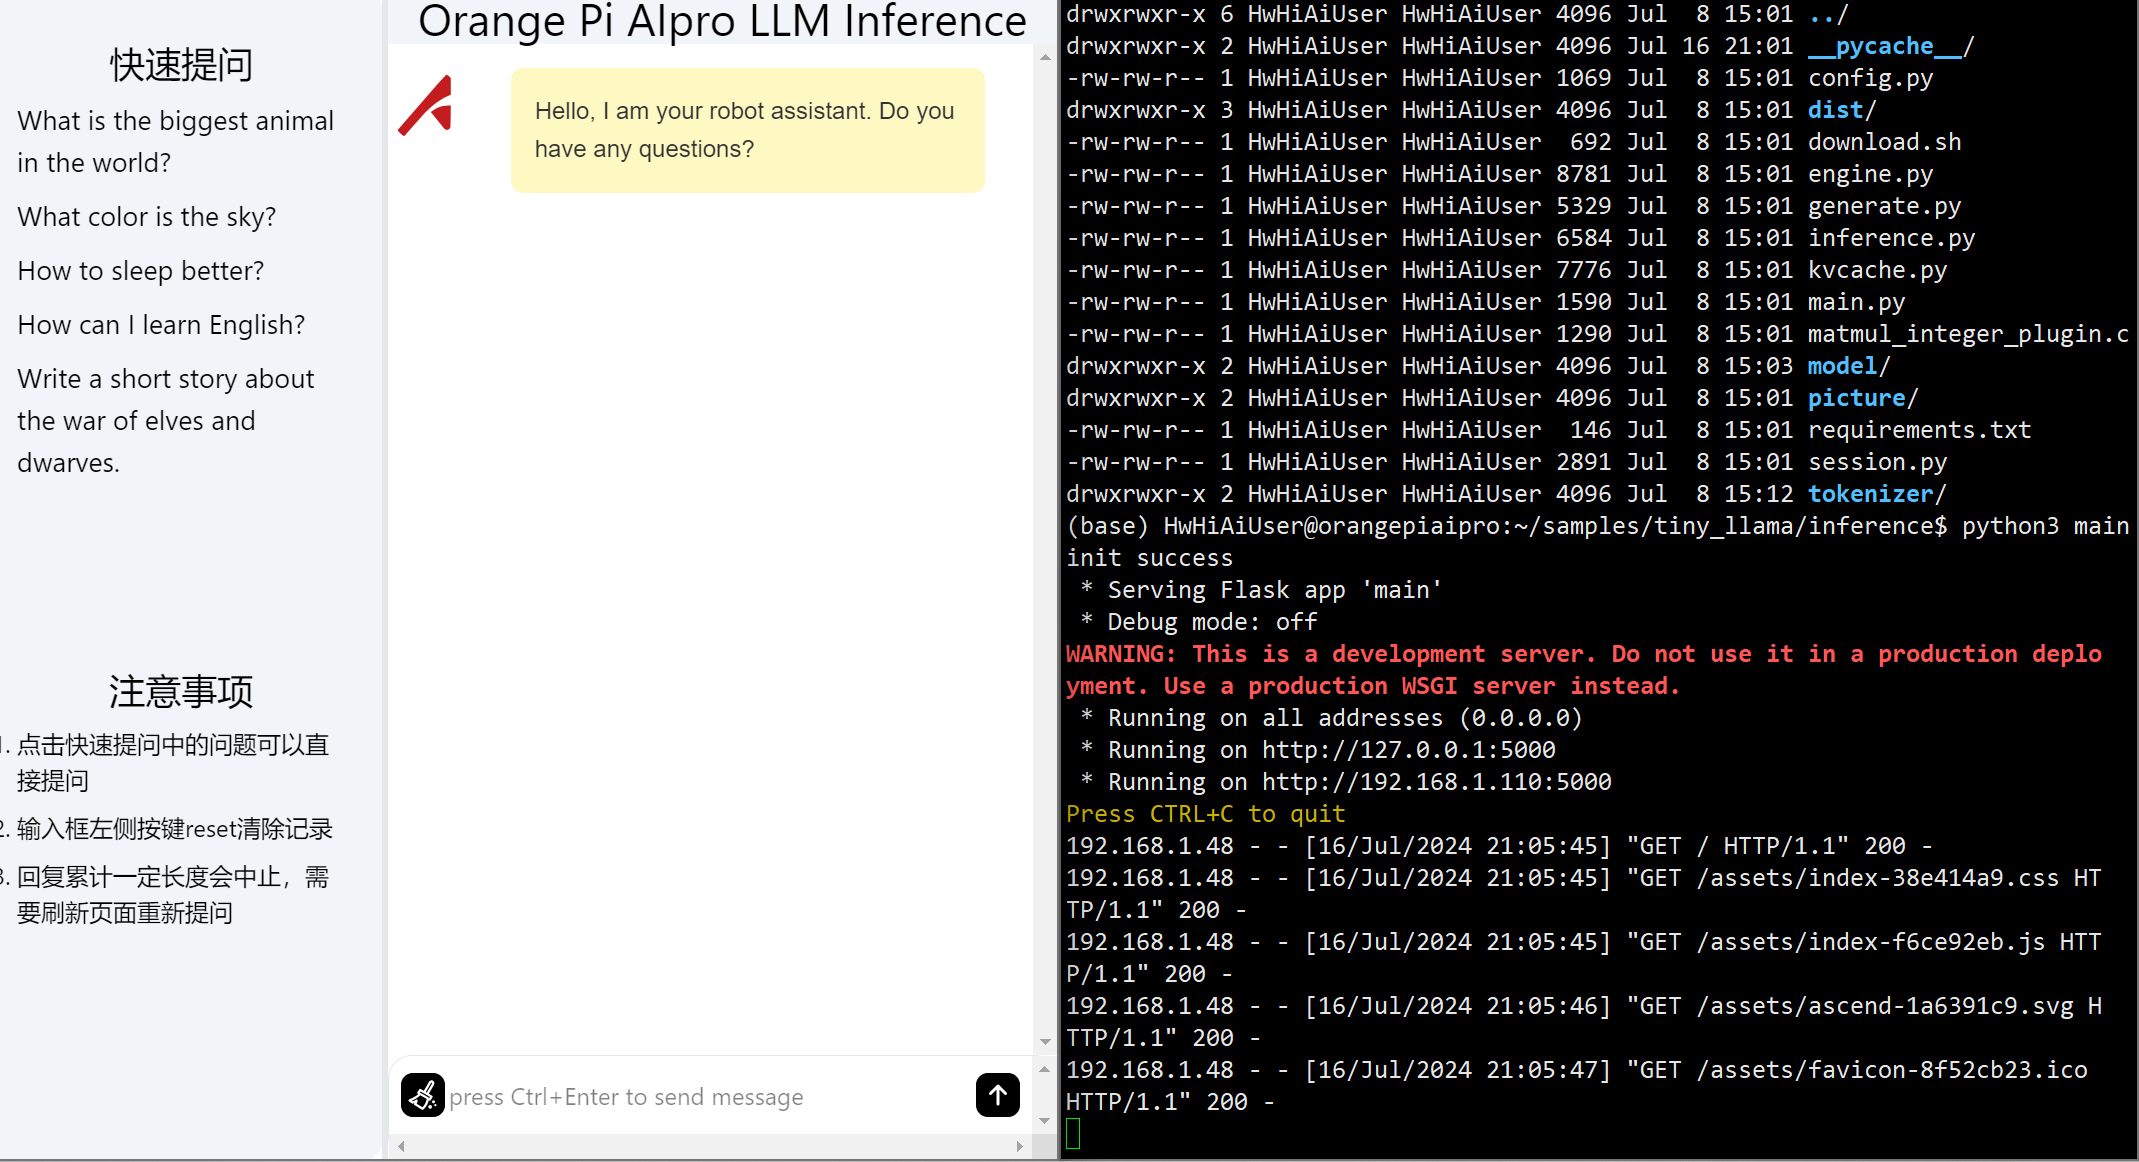 快速提问
What is the biggest animal
in the world?
What color is the sky?
How to sleep better?
How can I learn English?
Write a short story about
the war of elves and
dwarves.
注意事项
1. 点击快速提问中的问题可以直
接提问
2. 输入框左侧按键reset清除记录
3. 回复累计一定长度会中止，需
要刷新页面重新提问
Orange Pi AIpro LLM Inference
Hello, I am your robot assistant. Do you
have any questions?
press Ctrl+Enter to send message
drwxrwxr-x 6 HwHiAiUser HwHiAiUser 4096 Jul  8 15:01 ../
drwxrwxr-x 2 HwHiAiUser HwHiAiUser 4096 Jul 16 21:01 __pycache__/
-rw-rw-r-- 1 HwHiAiUser HwHiAiUser 1069 Jul  8 15:01 config.py
drwxrwxr-x 3 HwHiAiUser HwHiAiUser 4096 Jul  8 15:01 dist/
-rw-rw-r-- 1 HwHiAiUser HwHiAiUser  692 Jul  8 15:01 download.sh
-rw-rw-r-- 1 HwHiAiUser HwHiAiUser 8781 Jul  8 15:01 engine.py
-rw-rw-r-- 1 HwHiAiUser HwHiAiUser 5329 Jul  8 15:01 generate.py
-rw-rw-r-- 1 HwHiAiUser HwHiAiUser 6584 Jul  8 15:01 inference.py
-rw-rw-r-- 1 HwHiAiUser HwHiAiUser 7776 Jul  8 15:01 kvcache.py
-rw-rw-r-- 1 HwHiAiUser HwHiAiUser 1590 Jul  8 15:01 main.py
-rw-rw-r-- 1 HwHiAiUser HwHiAiUser 1290 Jul  8 15:01 matmul_integer_plugin.c
drwxrwxr-x 2 HwHiAiUser HwHiAiUser 4096 Jul  8 15:03 model/
drwxrwxr-x 2 HwHiAiUser HwHiAiUser 4096 Jul  8 15:01 picture/
-rw-rw-r-- 1 HwHiAiUser HwHiAiUser  146 Jul  8 15:01 requirements.txt
-rw-rw-r-- 1 HwHiAiUser HwHiAiUser 2891 Jul  8 15:01 session.py
drwxrwxr-x 2 HwHiAiUser HwHiAiUser 4096 Jul  8 15:12 tokenizer/
(base) HwHiAiUser@orangepiaipro:~/samples/tiny_llama/inference$ python3 main
init success
 * Serving Flask app 'main'
 * Debug mode: off
WARNING: This is a development server. Do not use it in a production deplo
yment. Use a production WSGI server instead.
 * Running on all addresses (0.0.0.0)
 * Running on http://127.0.0.1:5000
 * Running on http://192.168.1.110:5000
Press CTRL+C to quit
192.168.1.48 - - [16/Jul/2024 21:05:45] "GET / HTTP/1.1" 200 -
192.168.1.48 - - [16/Jul/2024 21:05:45] "GET /assets/index-38e414a9.css HT
TP/1.1" 200 -
192.168.1.48 - - [16/Jul/2024 21:05:45] "GET /assets/index-f6ce92eb.js HTT
P/1.1" 200 -
192.168.1.48 - - [16/Jul/2024 21:05:46] "GET /assets/ascend-1a6391c9.svg H
TTP/1.1" 200 -
192.168.1.48 - - [16/Jul/2024 21:05:47] "GET /assets/favicon-8f52cb23.ico
HTTP/1.1" 200 -